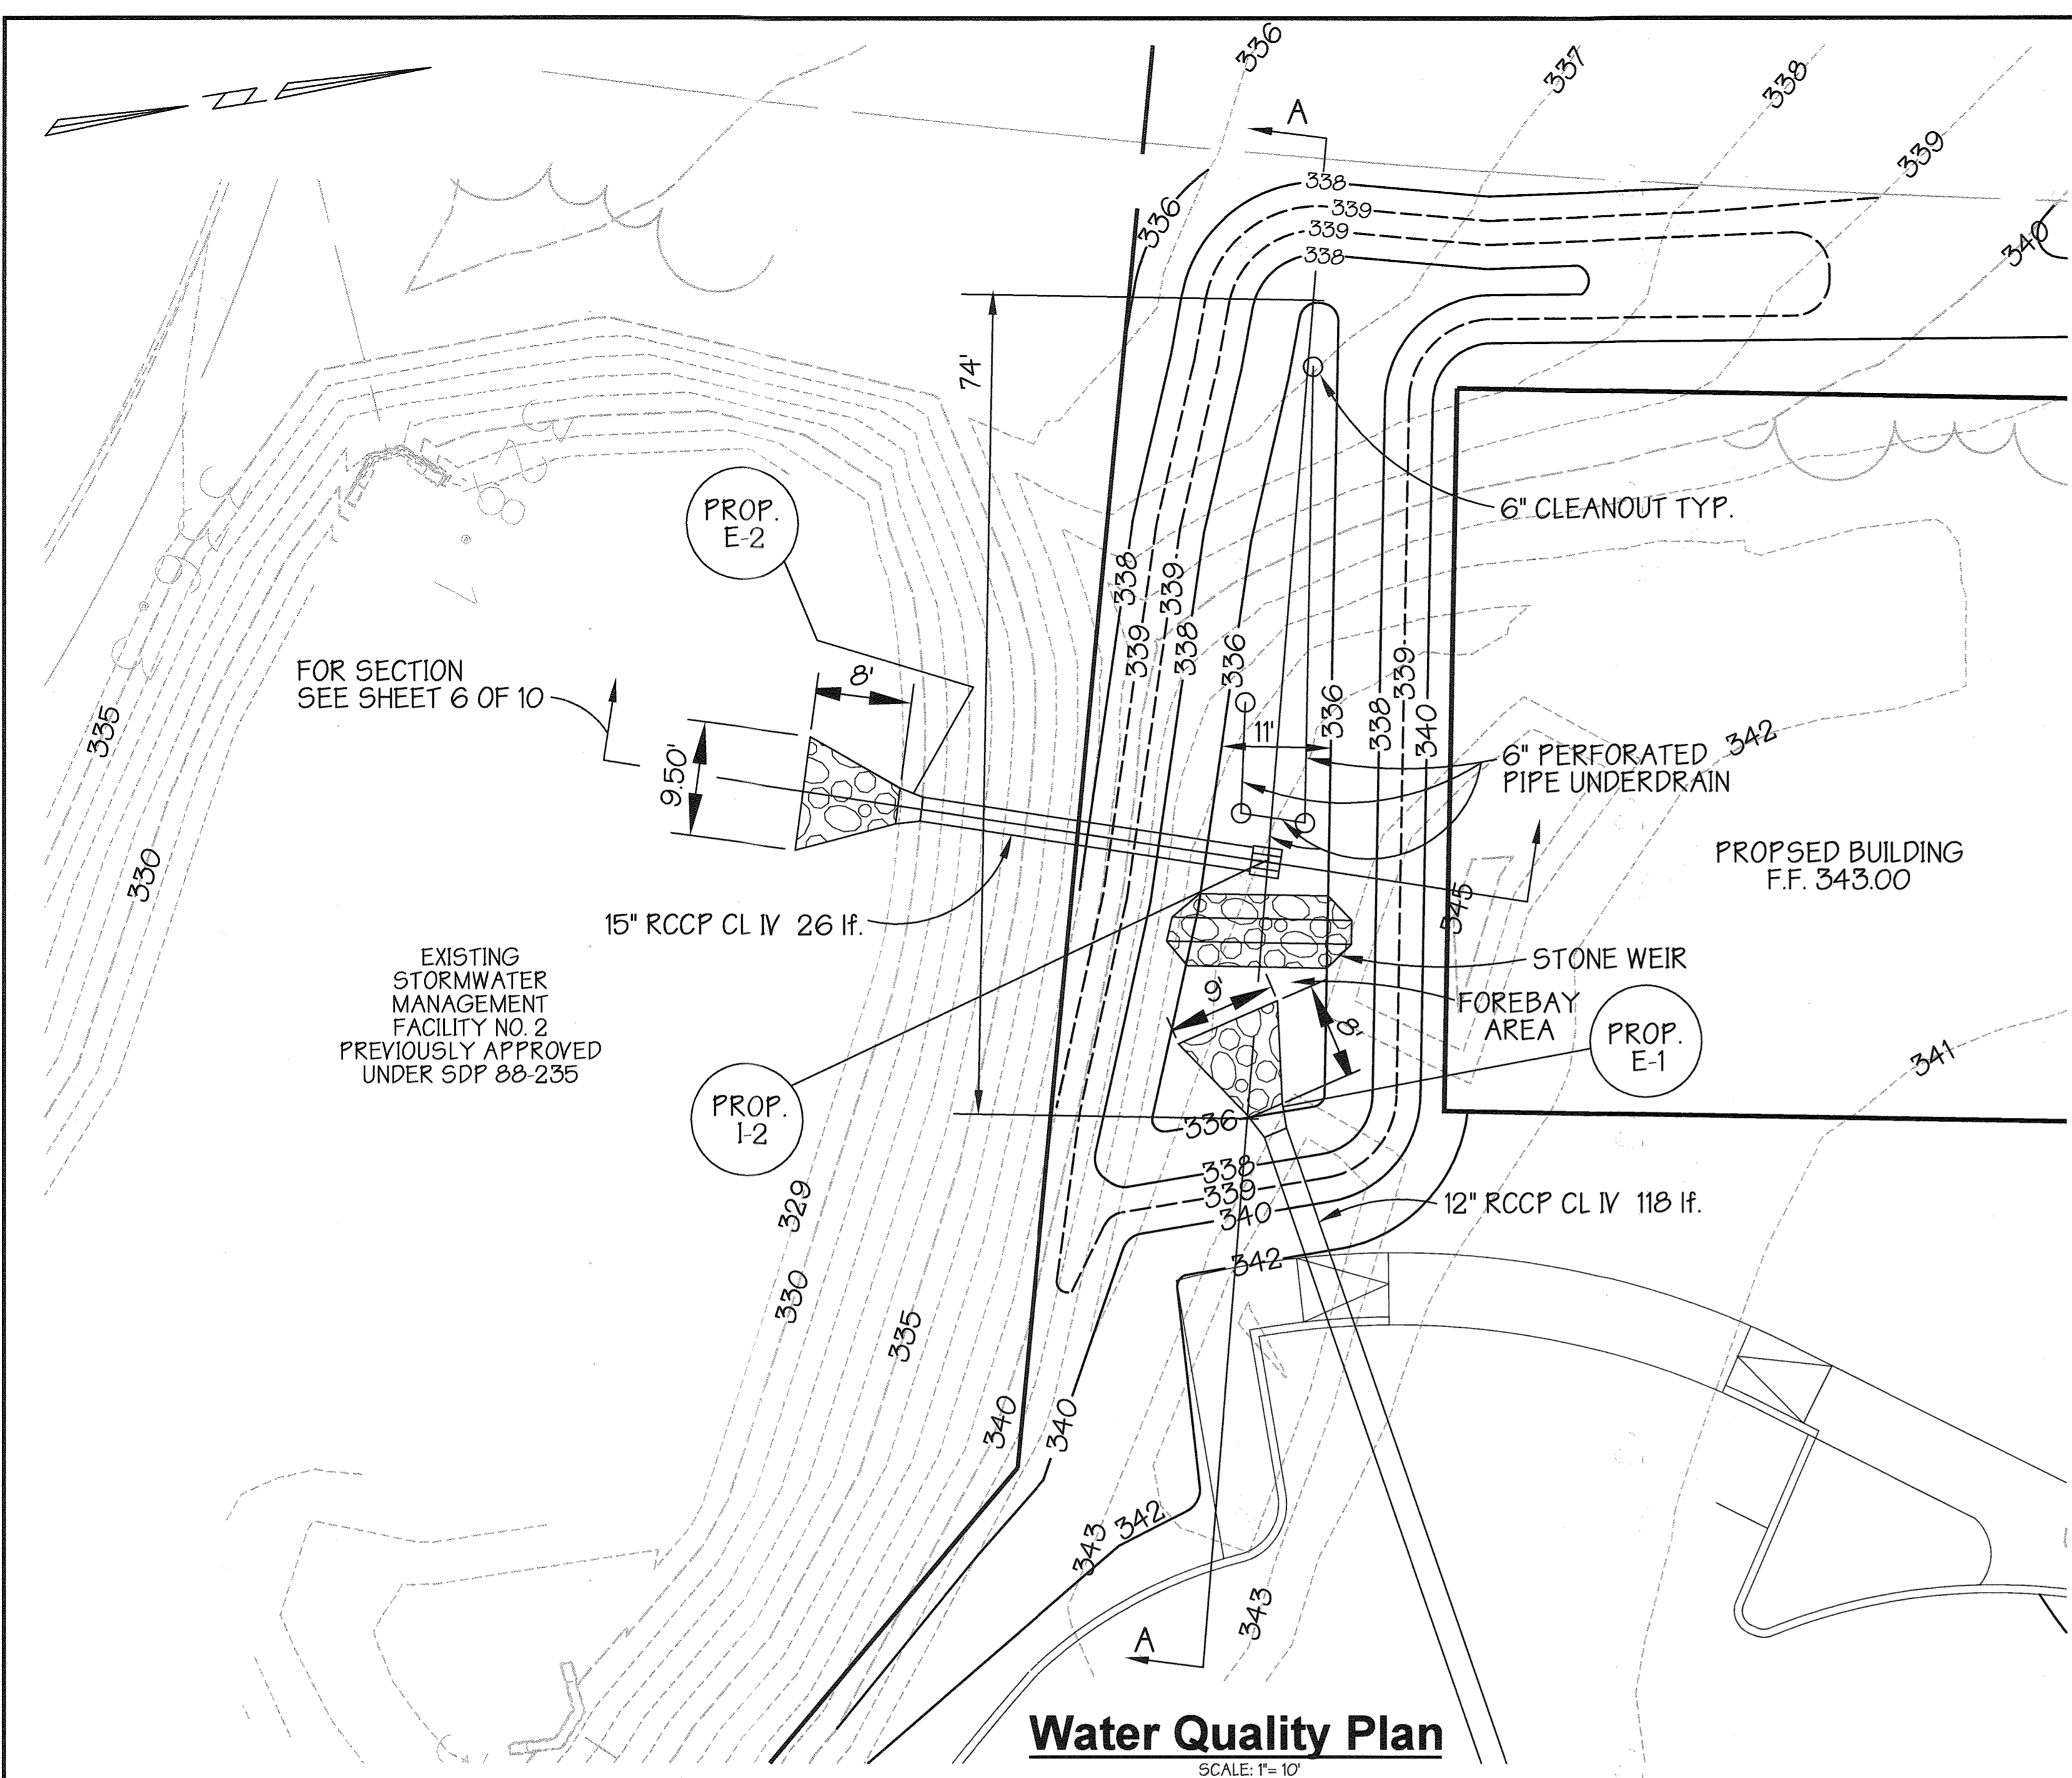 336
337
338
339
340
A
336
338
339
339
338
74'
PROP.
E-2
6" CLEANOUT TYP.
338
339
339
338
336
336
338
339
340
FOR SECTION
SEE SHEET 6 OF 10
8'
9.50'
11'
335
330
6" PERFORATED
PIPE UNDERDRAIN
342
PROPSED BUILDING
F.F. 343.00
345
15" RCCP CL IV 26 lf.
EXISTING
STORMWATER
MANAGEMENT
FACILITY NO. 2
PREVIOUSLY APPROVED
UNDER SDP 88-235
STONE WEIR
FOREBAY
AREA
9'
8'
PROP.
E-1
341
PROP.
I-2
336
338
339
340
342
12" RCCP CL IV 118 lf.
329
330
335
340
340
343
342
343
A
Water Quality Plan
SCALE: 1"= 10'